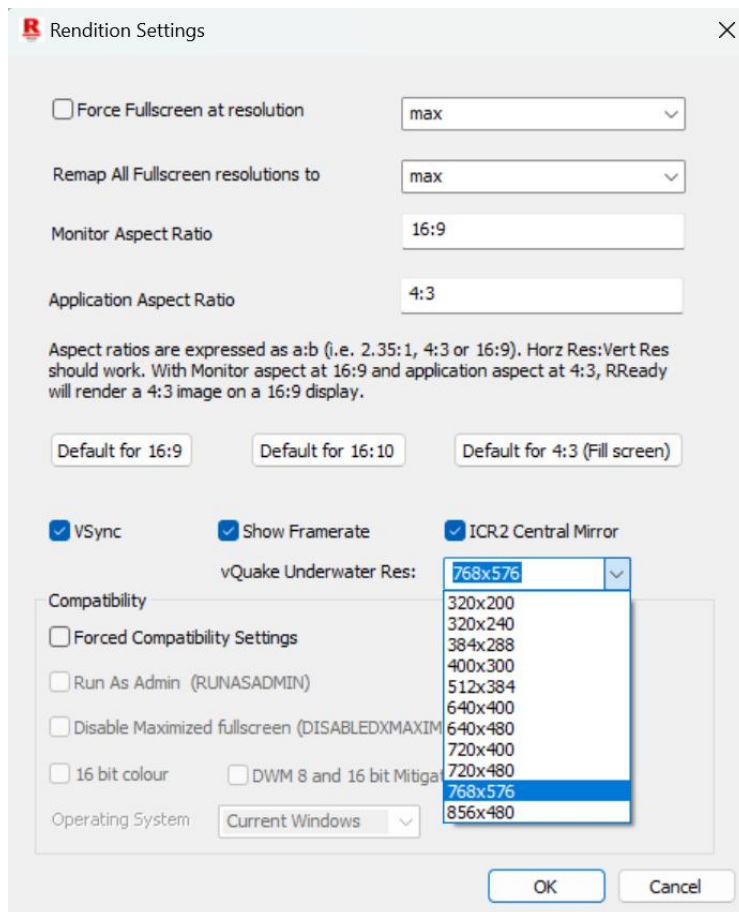 R Rendition Settings
Force Fullscreen at resolution
max
Remap All Fullscreen resolutions to
max
Monitor Aspect Ratio
16:9
Application Aspect Ratio
4:3
Aspect ratios are expressed as a:b (i.e. 2.35:1, 4:3 or 16:9). Horz Res:Vert Res
should work. With Monitor aspect at 16:9 and application aspect at 4:3, RReady
will render a 4:3 image on a 16:9 display.
Default for 16:9
Default for 16:10
Default for 4:3 (Fill screen)
VSync
Show Framerate
ICR2 Central Mirror
vQuake Underwater Res:
768x576
320x200
320x240
384x288
400x300
512x384
640x400
640x480
720x400
720x480
768x576
856x480
Compatibility
Forced Compatibility Settings
Run As Admin (RUNASADMIN)
Disable Maximized fullscreen (DISABLEDXMAXIM
16 bit colour
DWM 8 and 16 bit Mitigat
Operating System
Current Windows
OK
Cancel